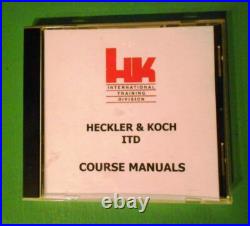 HK
INTERNATIONAL
TRAINING
DIVISION
HECKLER & KOCH
ITD
COURSE MANUALS